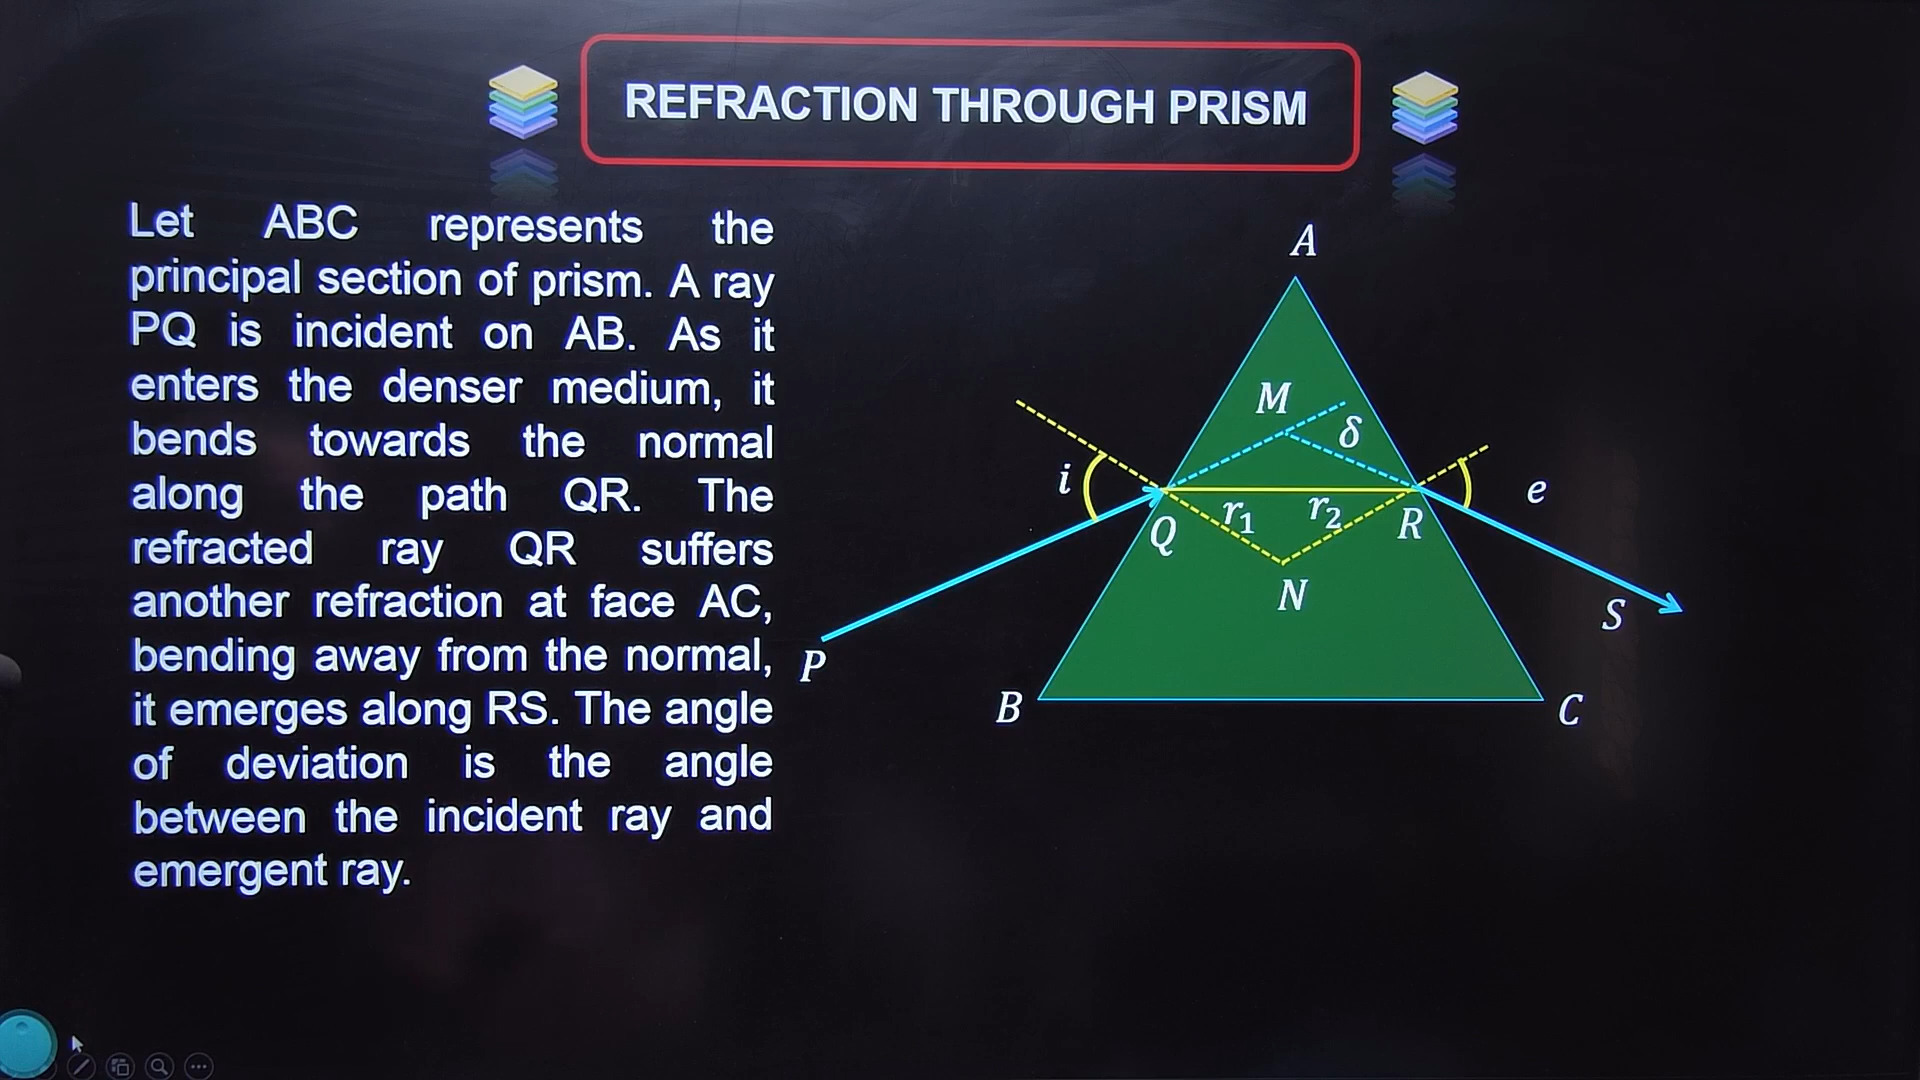 REFRACTION THROUGH PRISM
Let ABC represents the
principal section of prism. A ray
PQ is incident on AB. As it
enters the denser medium, it
bends towards the normal
along the path QR. The
refracted ray QR suffers
another refraction at face AC,
bending away from the normal,
it emerges along RS. The angle
of deviation is the angle
between the incident ray and
emergent ray.
A
M
δ
i
e
Q
r₁
r₂
R
N
S
P
B
C